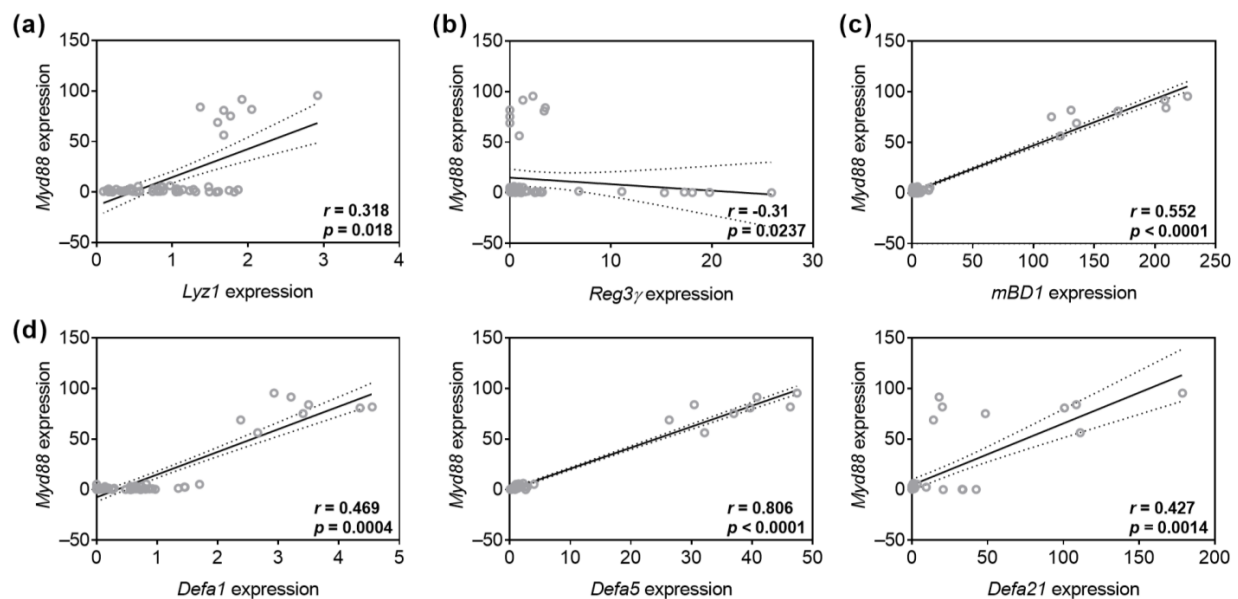 (a)
150
100
50
0
–50
Myd88 expression
0 1 2 3 4
Lyz1 expression
r = 0.318
p = 0.018
(b)
150
100
50
0
–50
Myd88 expression
0 10 20 30
Reg3γ expression
r = -0.31
p = 0.0237
(c)
150
100
50
0
–50
Myd88 expression
0 50 100 150 200 250
mBD1 expression
r = 0.552
p < 0.0001
(d)
150
100
50
0
–50
Myd88 expression
0 1 2 3 4 5
Defa1 expression
r = 0.469
p = 0.0004
150
100
50
0
–50
Myd88 expression
0 10 20 30 40 50
Defa5 expression
r = 0.806
p < 0.0001
150
100
50
0
–50
Myd88 expression
0 50 100 150 200
Defa21 expression
r = 0.427
p = 0.0014